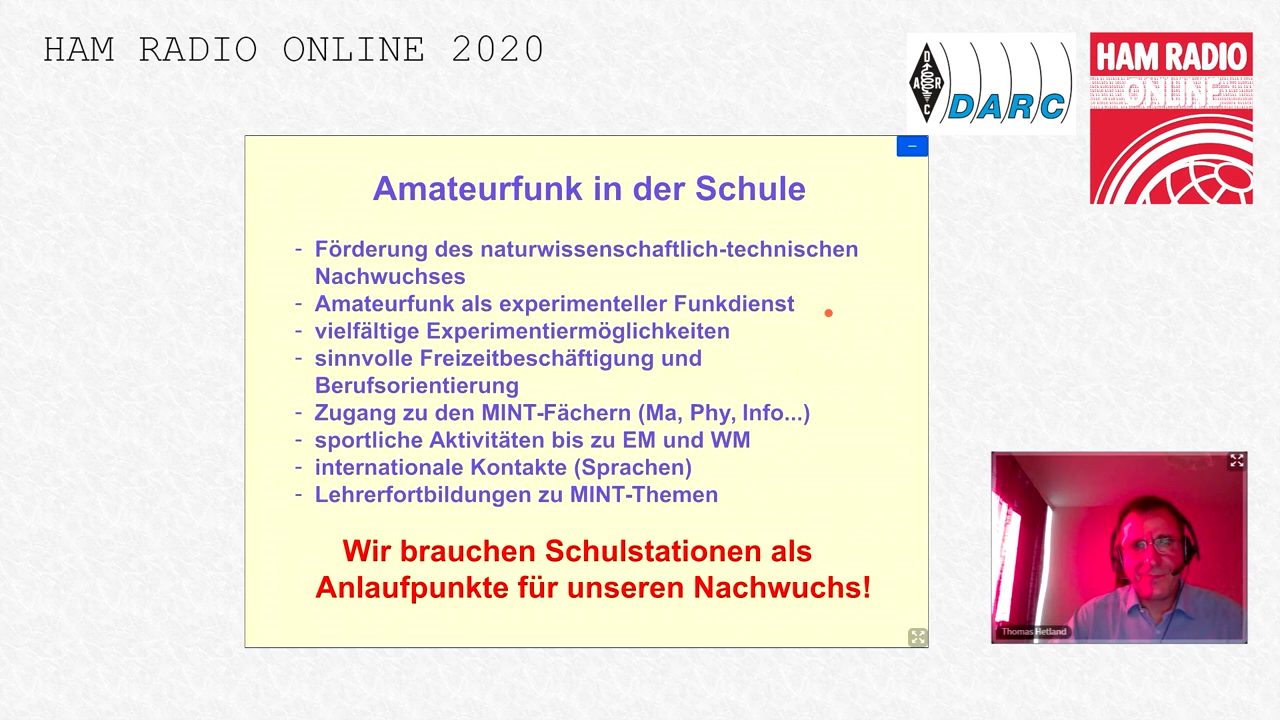 HAM RADIO ONLINE 2020
DARC
DARC
HAM RADIO
ONLINE
Amateurfunk in der Schule
- Förderung des naturwissenschaftlich-technischen
Nachwuchses
- Amateurfunk als experimenteller Funkdienst
- vielfältige Experimentiermöglichkeiten
- sinnvolle Freizeitbeschäftigung und
Berufsorientierung
- Zugang zu den MINT-Fächern (Ma, Phy, Info...)
- sportliche Aktivitäten bis zu EM und WM
- internationale Kontakte (Sprachen)
- Lehrerfortbildungen zu MINT-Themen
Wir brauchen Schulstationen als
Anlaufpunkte für unseren Nachwuchs!
Thomas Hetland